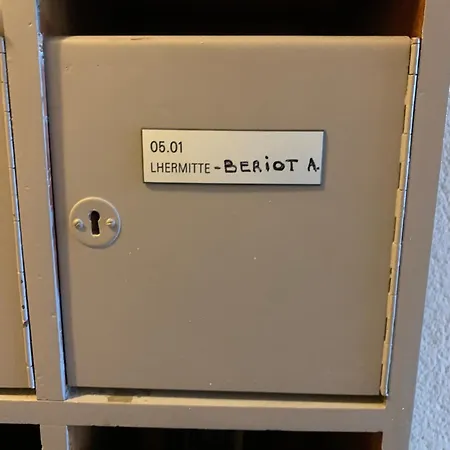 05.01
LHERMITTE - BERIOT A.